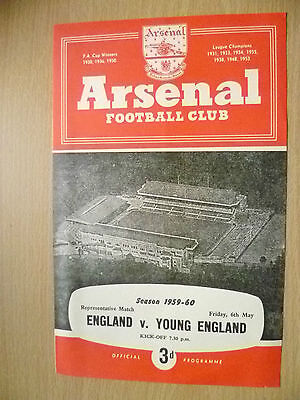 Arsenal
F.A. Cup Winners
1930, 1936, 1950
League Champions
1931, 1933, 1934, 1935,
1938, 1948, 1953
Arsenal
FOOTBALL CLUB
Season 1959-60
Representative Match
Friday, 6th May
ENGLAND v. YOUNG ENGLAND
KICK-OFF 7.30 p.m.
OFFICIAL 3d PROGRAMME